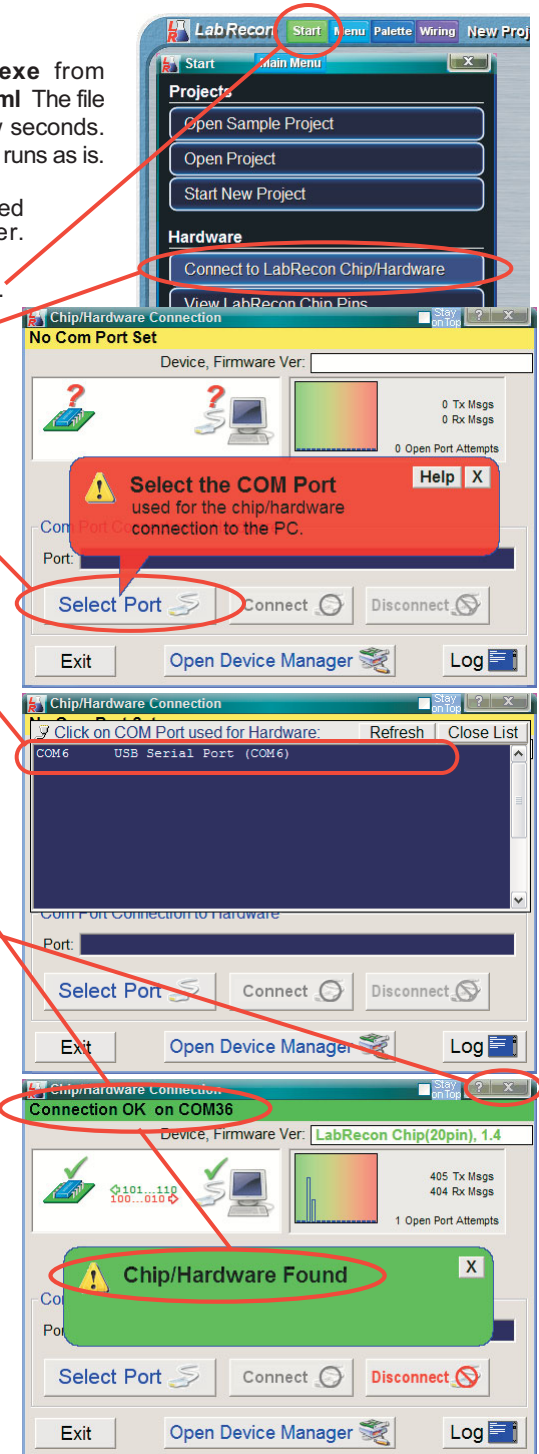 LabRecon Start Menu Palette Wiring New Proj
exe from
ml The file
seconds.
runs as is.
ed
er.
.
Start Main Menu X
Projects
Open Sample Project
Open Project
Start New Project
Hardware
Connect to LabRecon Chip/Hardware
View LabRecon Chip Pins
Chip/Hardware Connection Stay on Top ? X
No Com Port Set
Device, Firmware Ver:
0 Tx Msgs
0 Rx Msgs
0 Open Port Attempts
Select the COM Port Help X
used for the chip/hardware
connection to the PC.
Port:
Select Port Connect Disconnect
Exit Open Device Manager Log
Chip/Hardware Connection Stay on Top ? X
Click on COM Port used for Hardware: Refresh Close List
COM6 USB Serial Port (COM6)
Com Port Connection to Hardware
Port:
Select Port Connect Disconnect
Exit Open Device Manager Log
Chip/Hardware Connection Stay on Top ? X
Connection OK on COM36
Device, Firmware Ver: LabRecon Chip(20pin), 1.4
101...110
100...010
405 Tx Msgs
404 Rx Msgs
1 Open Port Attempts
Chip/Hardware Found X
Select Port Connect Disconnect
Exit Open Device Manager Log